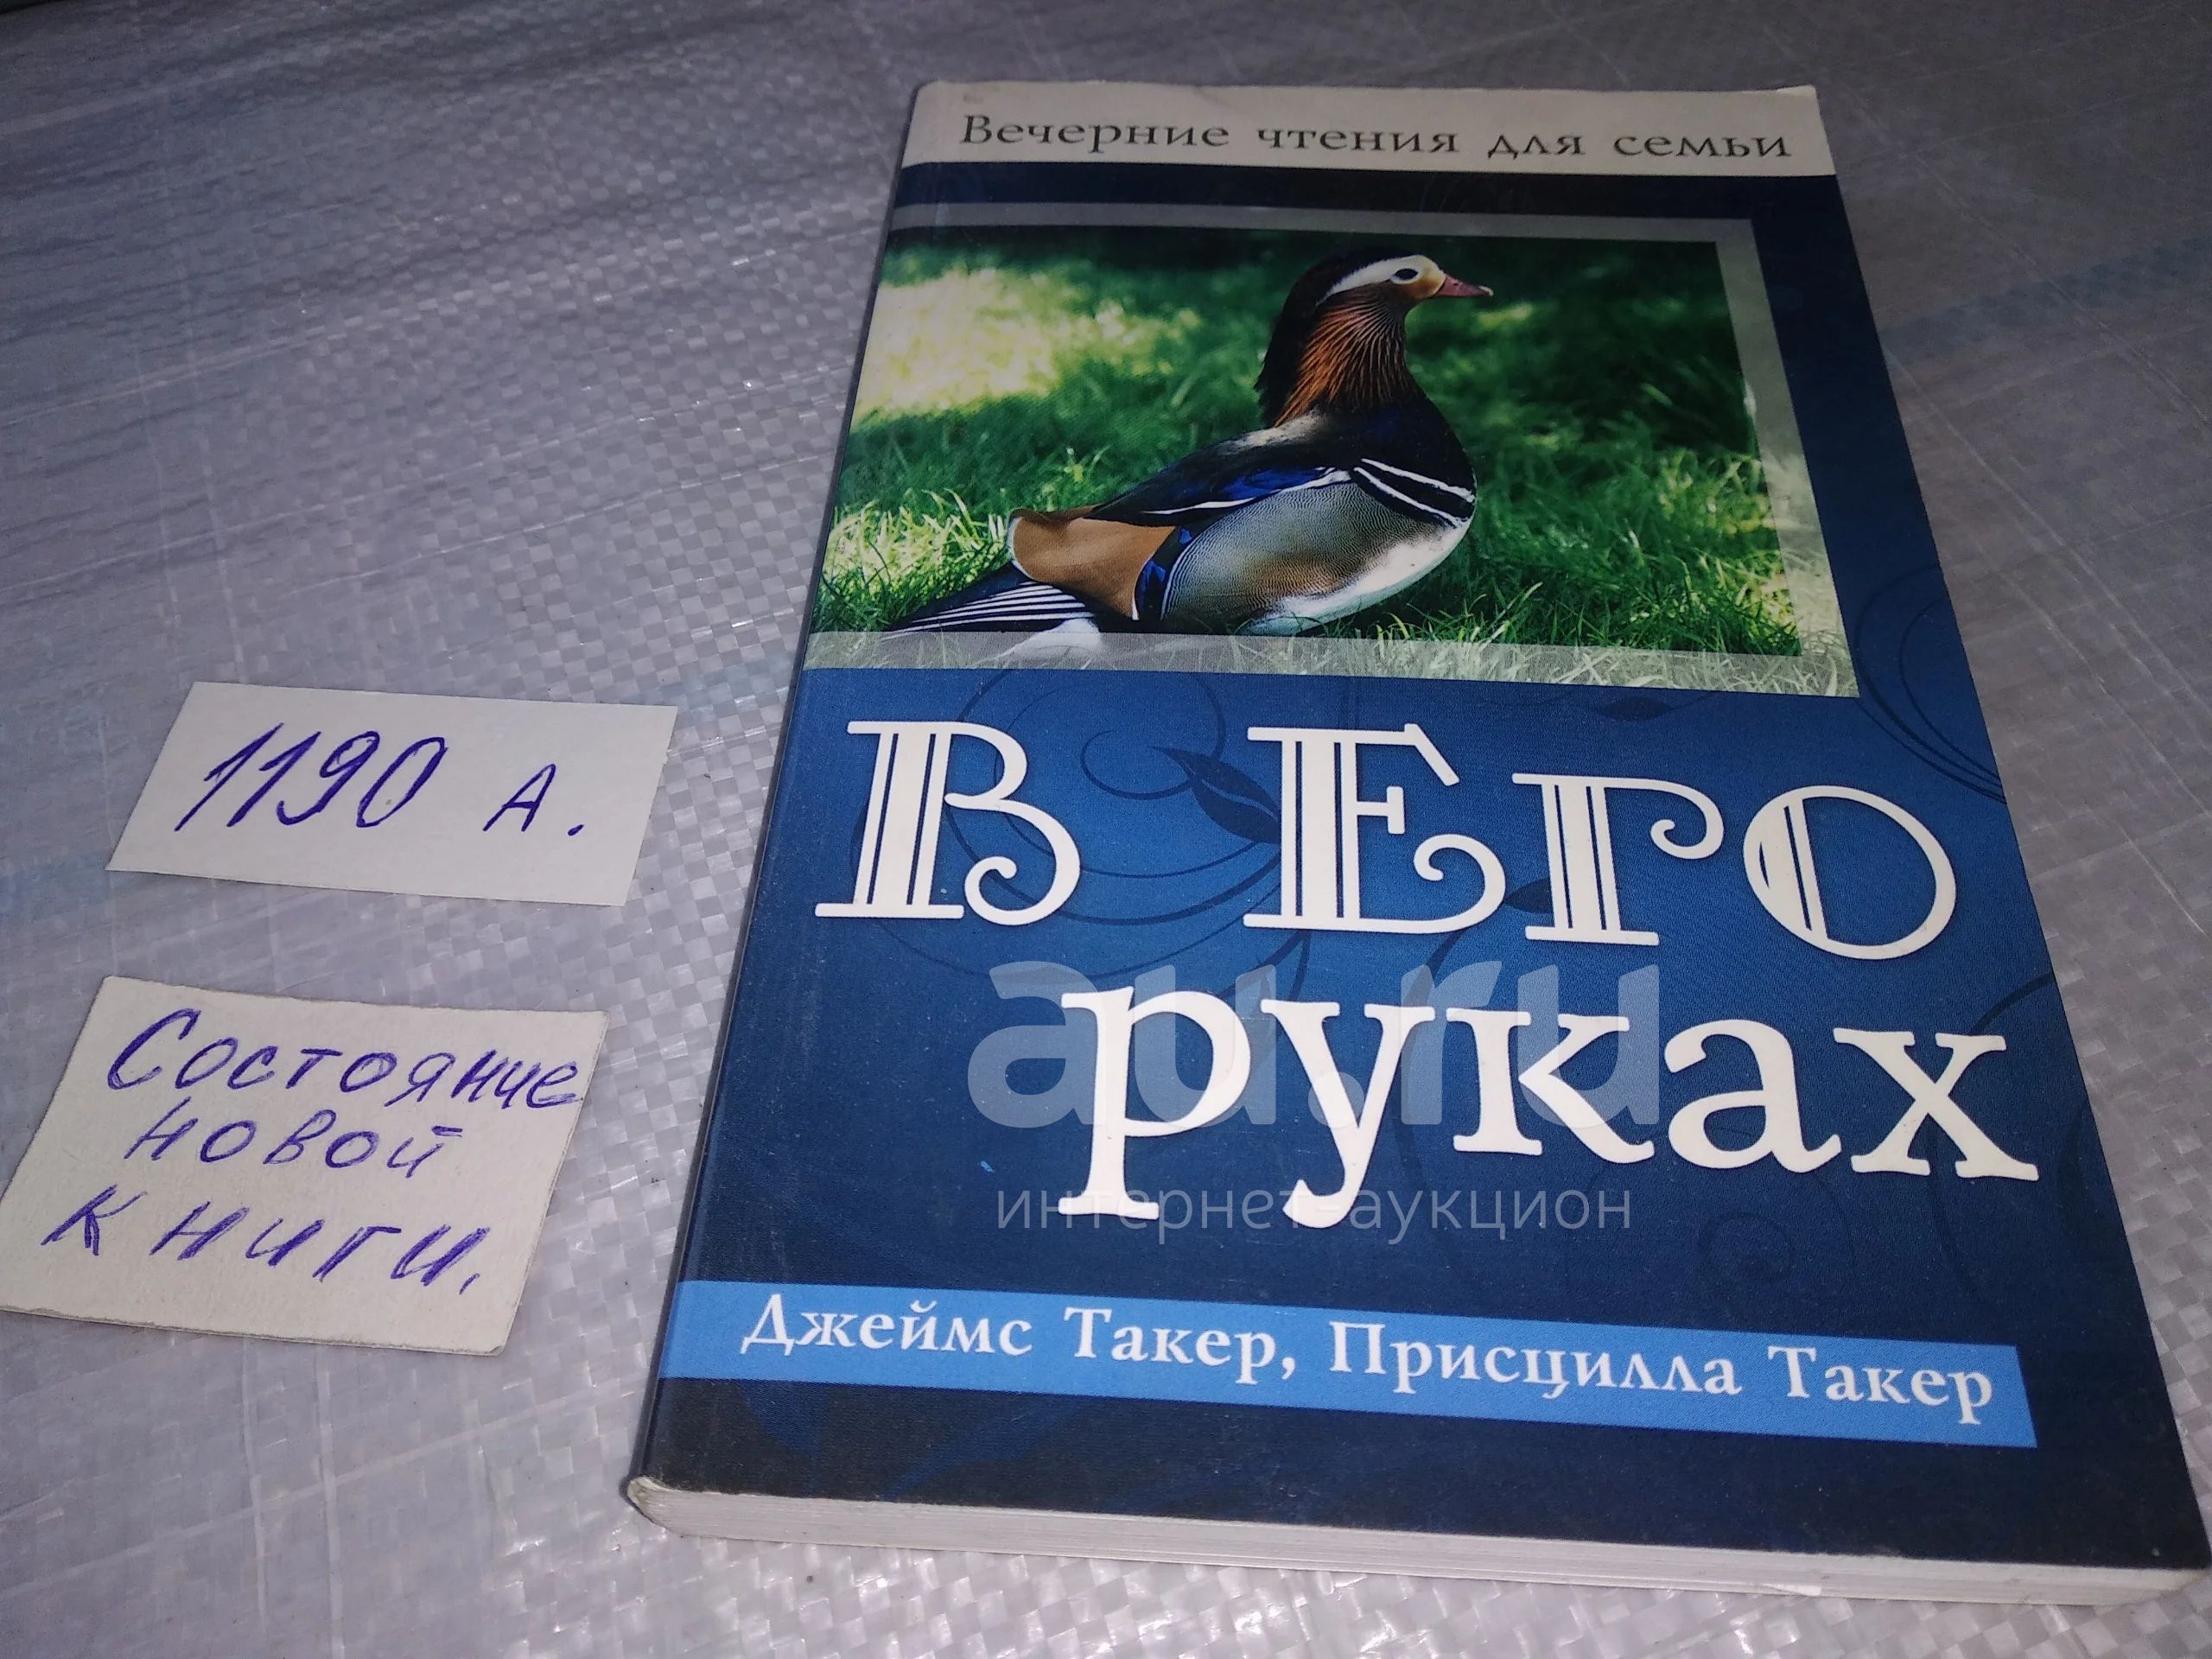 Вечерние чтения для семьи
В Его
руках
au.ru
интернет-аукцион
Джеймс Такер, Присцилла Такер
1190 А.
Состояние
новой
книги.